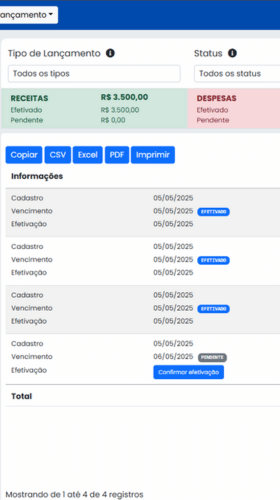 ançamento
Tipo de Lançamento Status
Todos os tipos Todos os status
RECEITAS R$ 3.500,00 DESPESAS
Efetivado R$ 3.500,00 Efetivado
Pendente R$ 0,00 Pendente
Copiar CSV Excel PDF Imprimir
Informações
Cadastro 05/05/2025
Vencimento 05/05/2025 EFETIVADO
Efetivação 05/05/2025
Cadastro 05/05/2025
Vencimento 05/05/2025 EFETIVADO
Efetivação 05/05/2025
Cadastro 05/05/2025
Vencimento 05/05/2025 EFETIVADO
Efetivação 05/05/2025
Cadastro 05/05/2025
Vencimento 06/05/2025 PENDENTE
Efetivação Confirmar efetivação
Total
Mostrando de 1 até 4 de 4 registros